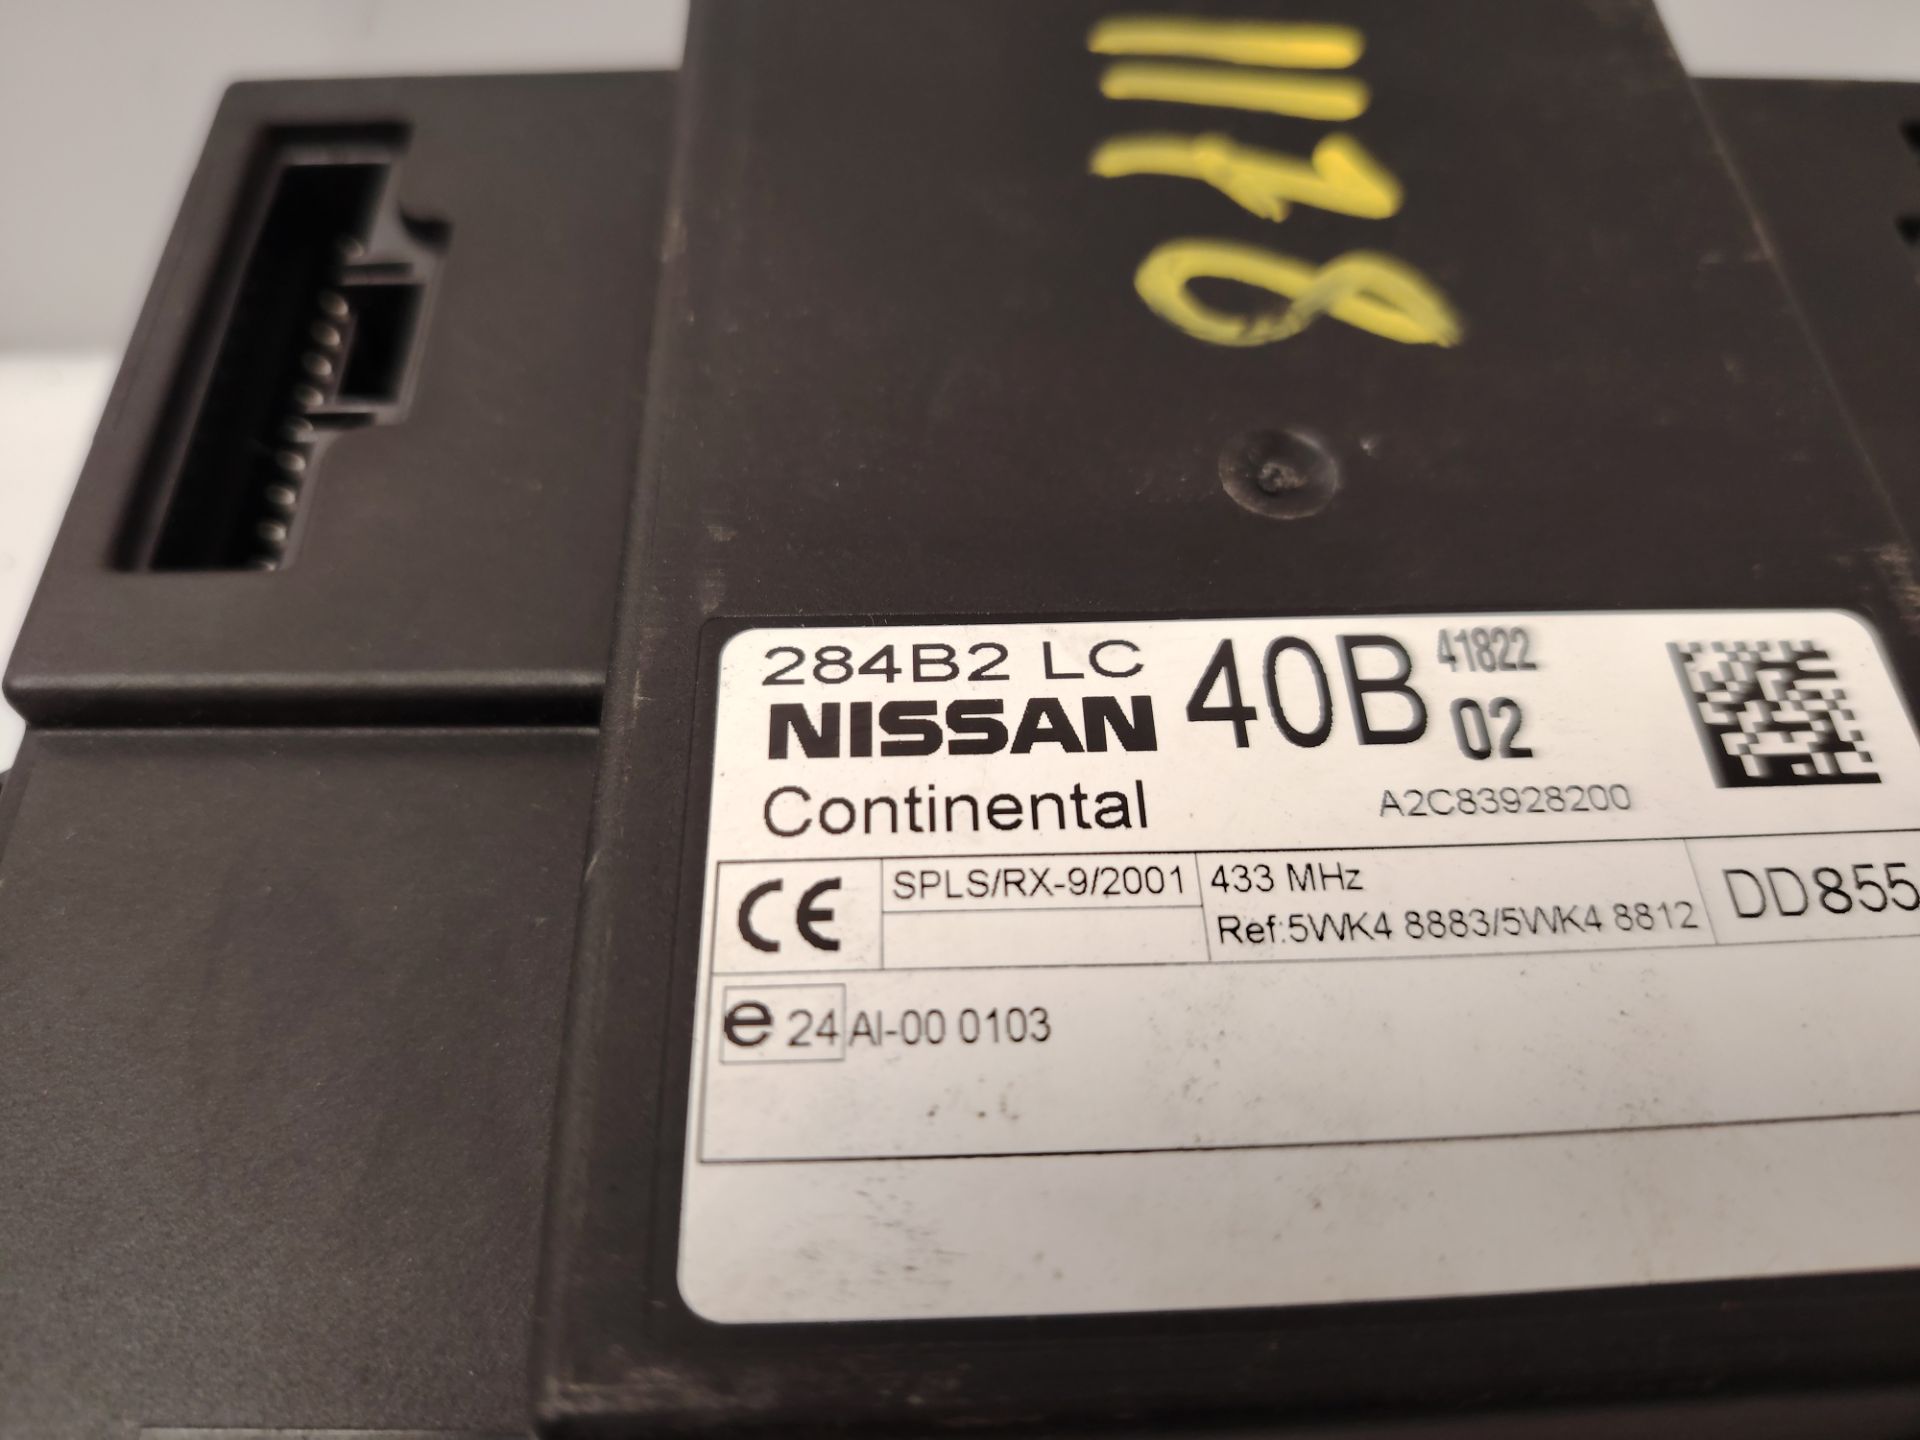 11178
284B2 LC 40B 41822
NISSAN 02
Continental A2C83928200
CE SPLS/RX-9/2001 433 MHz DD855
Ref:5WK4 8883/5WK4 8812
e 24 AI-00 0103